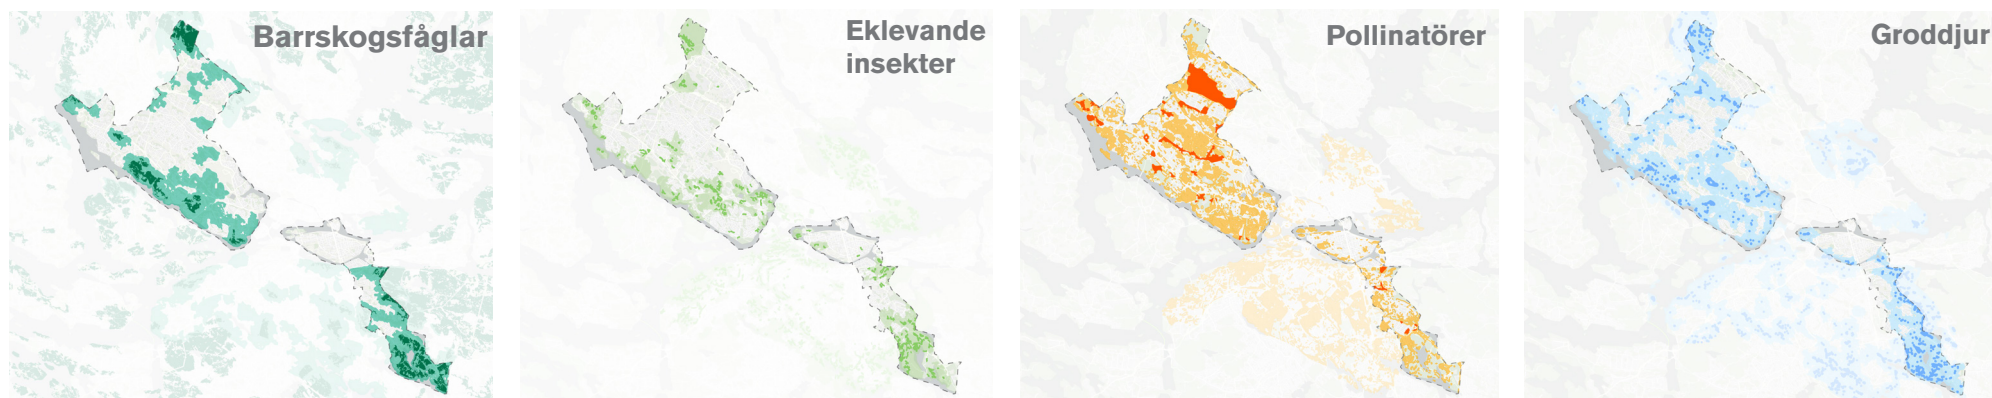 Barrskogsfåglar
Eklevande
insekter
Pollinatörer
Groddjur